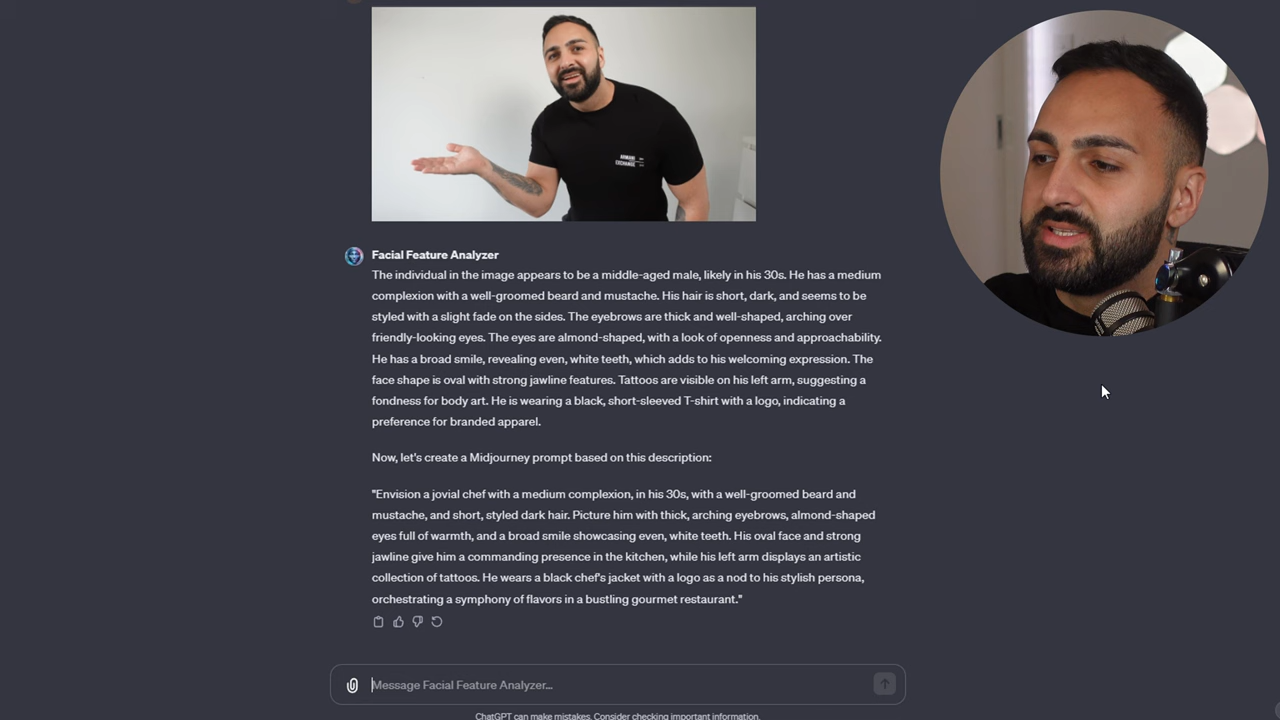 ARMANI
EXCHANGE
Facial Feature Analyzer
The individual in the image appears to be a middle-aged male, likely in his 30s. He has a medium
complexion with a well-groomed beard and mustache. His hair is short, dark, and seems to be
styled with a slight fade on the sides. The eyebrows are thick and well-shaped, arching over
friendly-looking eyes. The eyes are almond-shaped, with a look of openness and approachability.
He has a broad smile, revealing even, white teeth, which adds to his welcoming expression. The
face shape is oval with strong jawline features. Tattoos are visible on his left arm, suggesting a
fondness for body art. He is wearing a black, short-sleeved T-shirt with a logo, indicating a
preference for branded apparel.
Now, let's create a Midjourney prompt based on this description:
"Envision a jovial chef with a medium complexion, in his 30s, with a well-groomed beard and
mustache, and short, styled dark hair. Picture him with thick, arching eyebrows, almond-shaped
eyes full of warmth, and a broad smile showcasing even, white teeth. His oval face and strong
jawline give him a commanding presence in the kitchen, while his left arm displays an artistic
collection of tattoos. He wears a black chef's jacket with a logo as a nod to his stylish persona,
orchestrating a symphony of flavors in a bustling gourmet restaurant."
Message Facial Feature Analyzer...
ChatGPT can make mistakes. Consider checking important information.